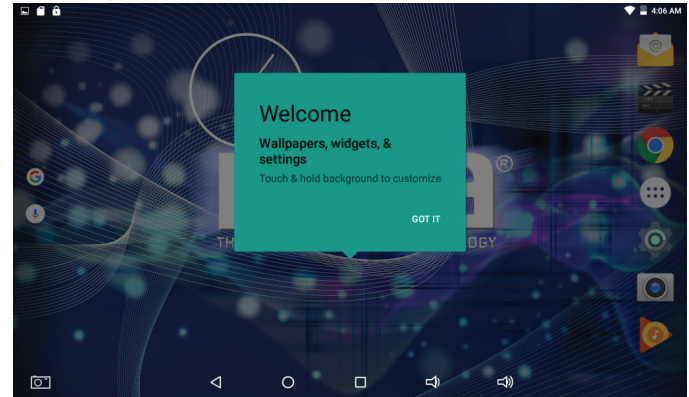 4:06 AM
Welcome
Wallpapers, widgets, &
settings
Touch & hold background to customize
GOT IT
®
TH
OGY